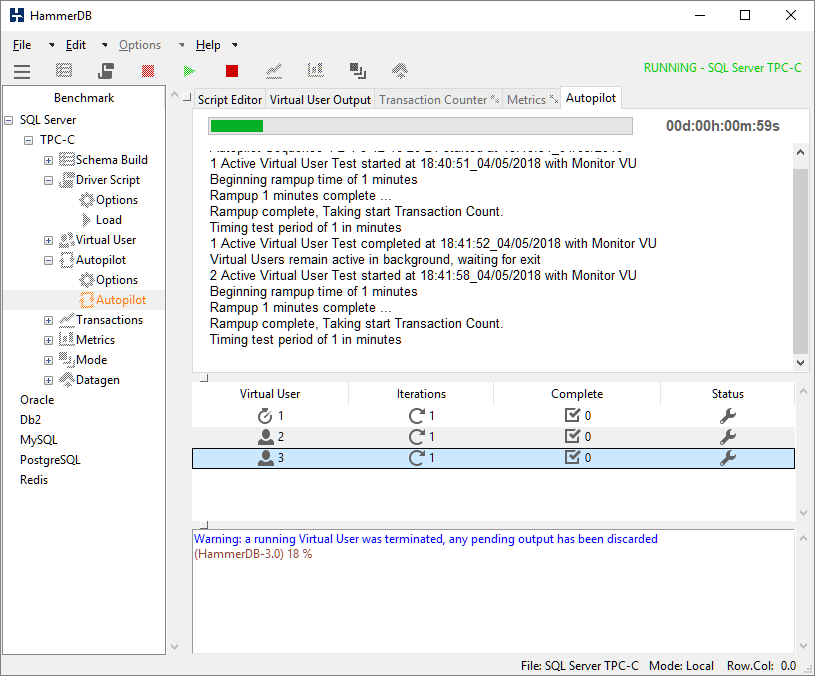 HammerDB
File Edit Options Help
RUNNING - SQL Server TPC-C
Benchmark
SQL Server
TPC-C
Schema Build
Driver Script
Options
Load
Virtual User
Autopilot
Options
Autopilot
Transactions
Metrics
Mode
Datagen
Oracle
Db2
MySQL
PostgreSQL
Redis
Script Editor Virtual User Output Transaction Counter Metrics Autopilot
00d:00h:00m:59s
1 Active Virtual User Test started at 18:40:51_04/05/2018 with Monitor VU
Beginning rampup time of 1 minutes
Rampup 1 minutes complete ...
Rampup complete, Taking start Transaction Count.
Timing test period of 1 in minutes
1 Active Virtual User Test completed at 18:41:52_04/05/2018 with Monitor VU
Virtual Users remain active in background, waiting for exit
2 Active Virtual User Test started at 18:41:58_04/05/2018 with Monitor VU
Beginning rampup time of 1 minutes
Rampup 1 minutes complete ...
Rampup complete, Taking start Transaction Count.
Timing test period of 1 in minutes
Virtual User Iterations Complete Status
1 1 0
2 1 0
3 1 0
Warning: a running Virtual User was terminated, any pending output has been discarded
(HammerDB-3.0) 18 %
File: SQL Server TPC-C Mode: Local Row.Col: 0.0